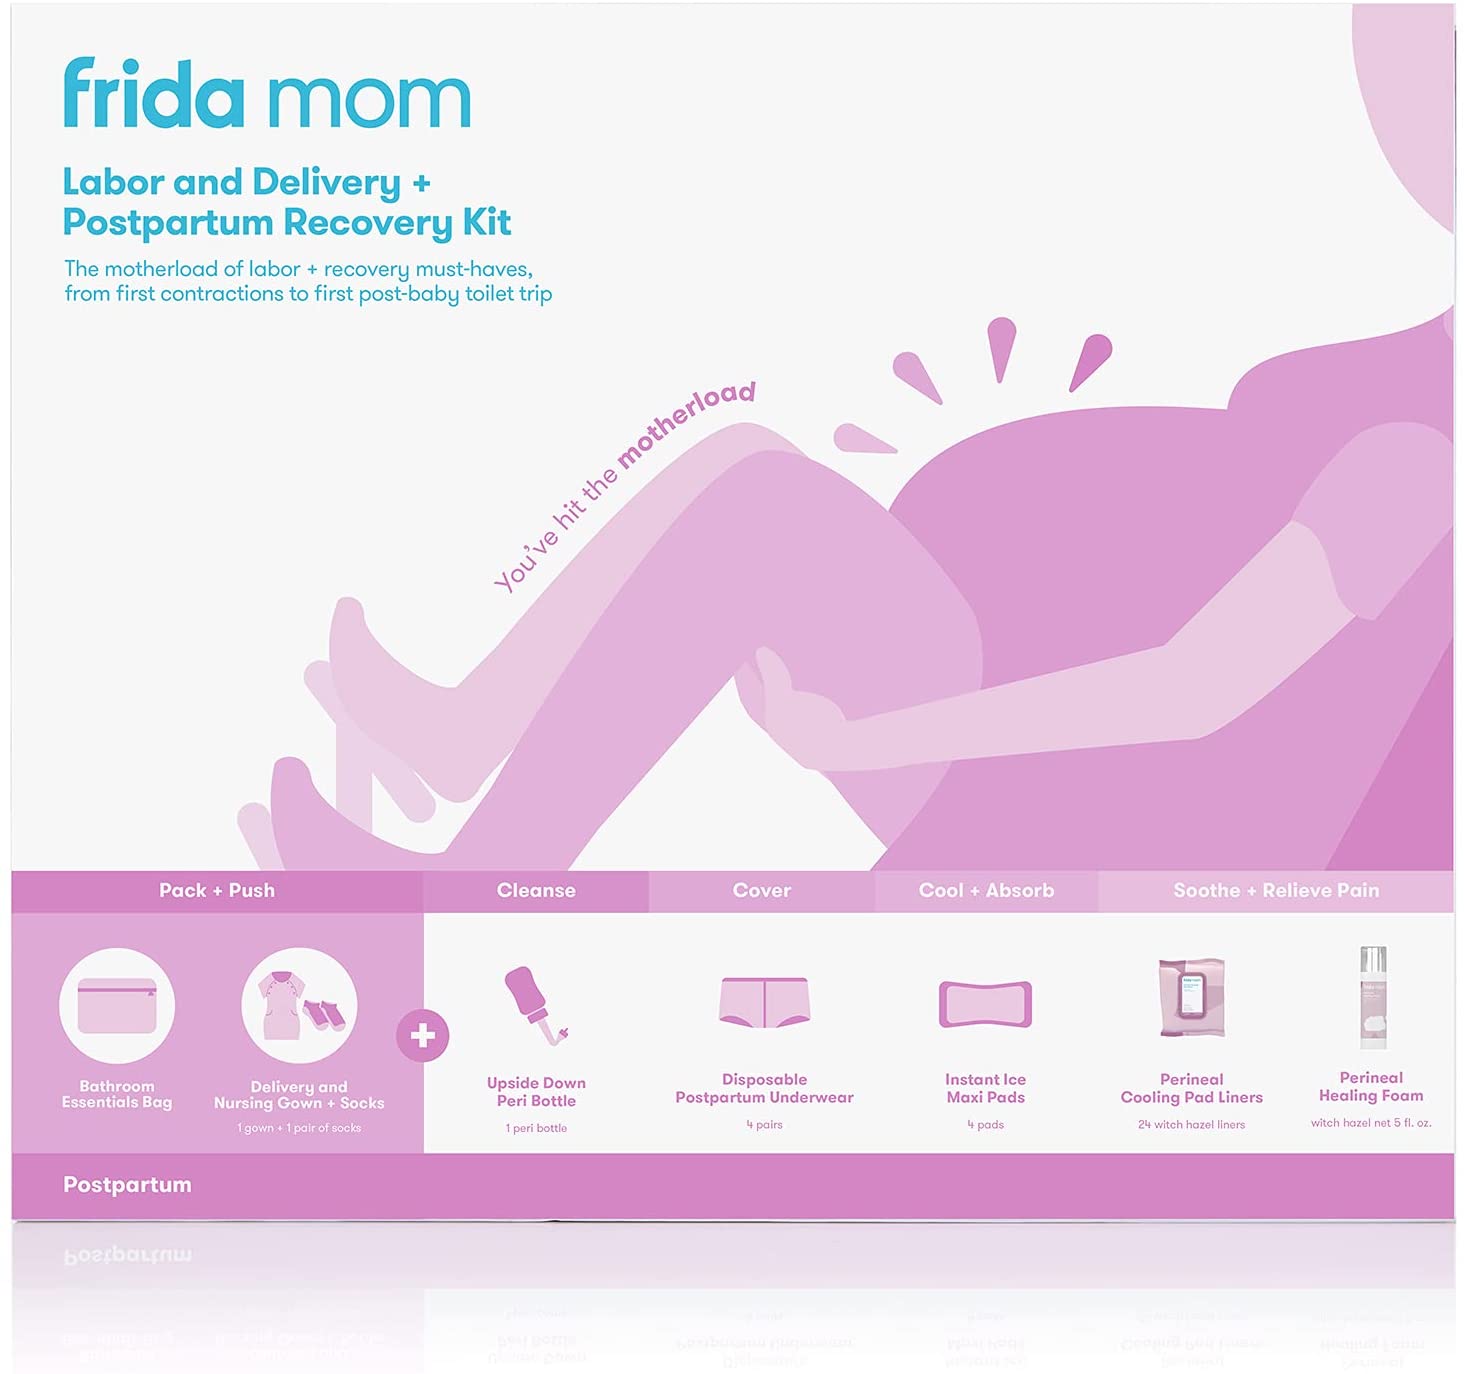 frida mom
Labor and Delivery +
Postpartum Recovery Kit
The motherload of labor + recovery must-haves,
from first contractions to first post-baby toilet trip
You've hit the motherload
Pack + Push
Cleanse
Cover
Cool + Absorb
Soothe + Relieve Pain
Bathroom
Essentials Bag
Delivery and
Nursing Gown + Socks
1 gown + 1 pair of socks
+
Upside Down
Peri Bottle
1 peri bottle
Disposable
Postpartum Underwear
4 pairs
Instant Ice
Maxi Pads
4 pads
Perineal
Cooling Pad Liners
24 witch hazel liners
Perineal
Healing Foam
witch hazel net 5 fl. oz.
Postpartum